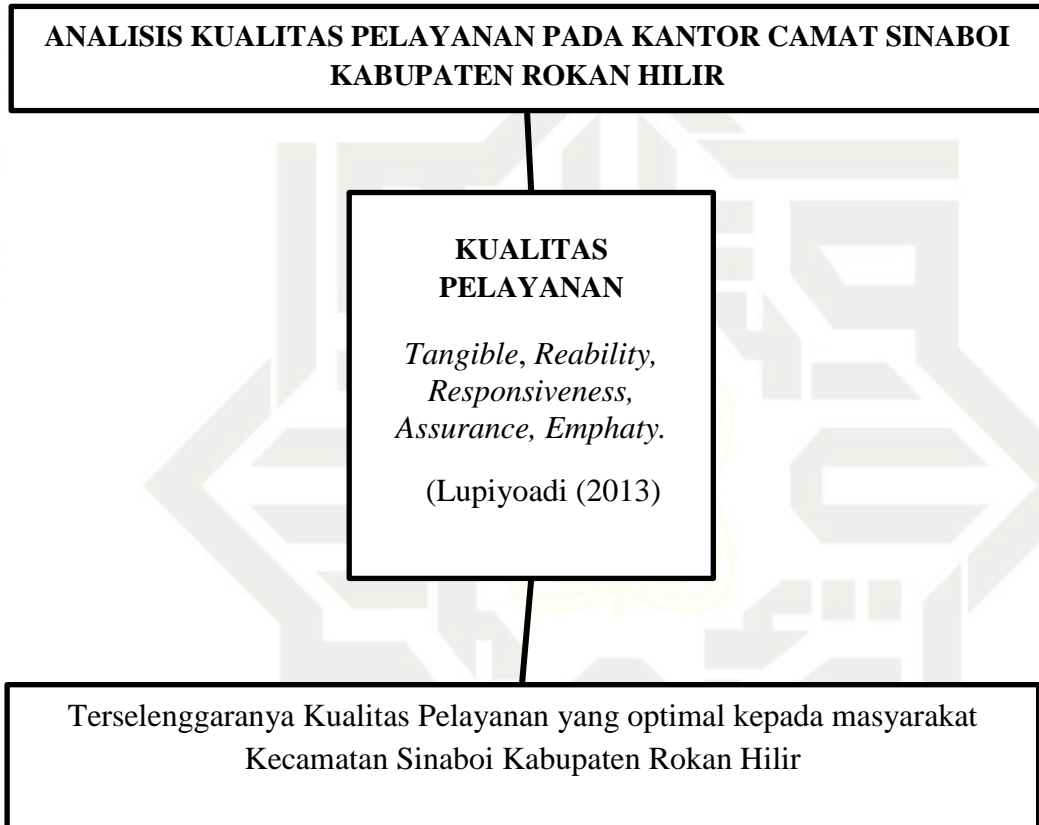 ANALISIS KUALITAS PELAYANAN PADA KANTOR CAMAT SINABOI
KABUPATEN ROKAN HILIR
KUALITAS
PELAYANAN
Tangible, Reability,
Responsiveness,
Assurance, Emphaty.
(Lupiyoadi (2013)
Terselenggaranya Kualitas Pelayanan yang optimal kepada masyarakat
Kecamatan Sinaboi Kabupaten Rokan Hilir